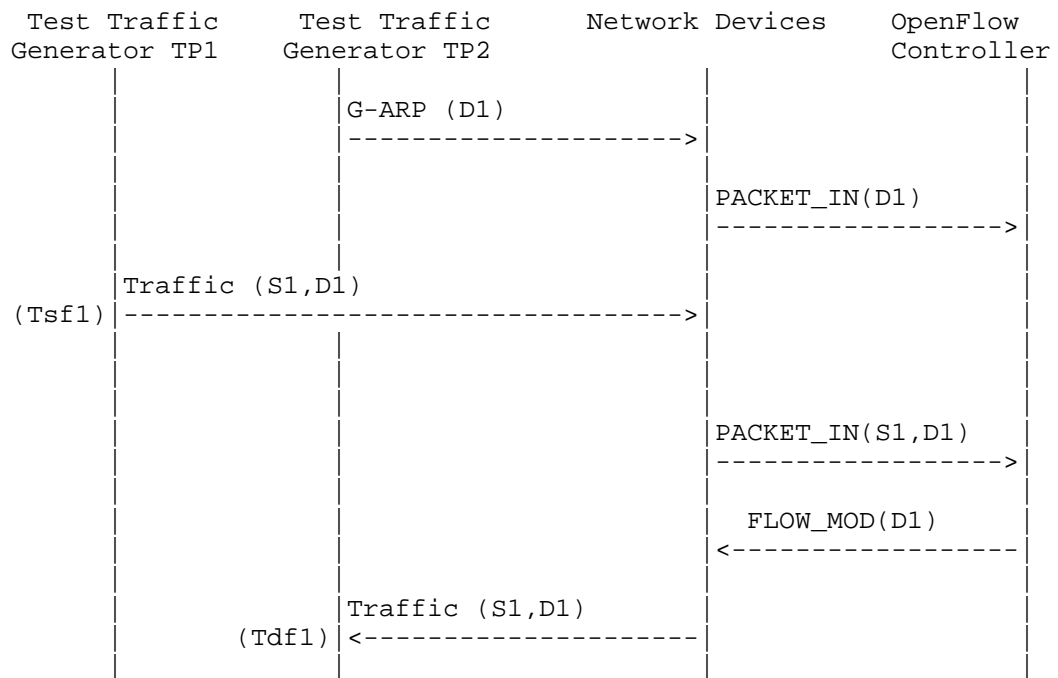 Test Traffic Test Traffic Network Devices OpenFlow
Generator TP1 Generator TP2 Controller
G-ARP (D1)
PACKET_IN(D1)
Traffic (S1,D1)
(Tsf1)
PACKET_IN(S1,D1)
FLOW_MOD(D1)
Traffic (S1,D1)
(Tdf1)